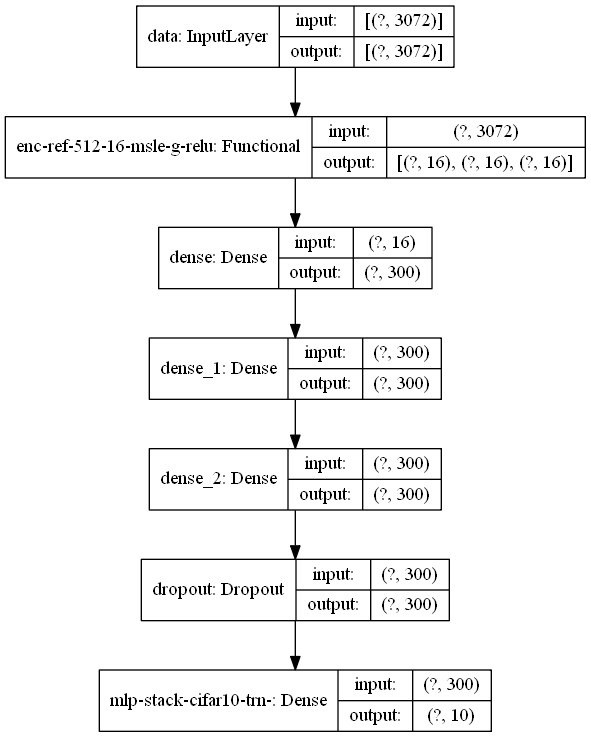 data: InputLayer
input: [(?, 3072)]
output: [(?, 3072)]
enc-ref-512-16-msle-g-relu: Functional
input: (?, 3072)
output: [(?, 16), (?, 16), (?, 16)]
dense: Dense
input: (?, 16)
output: (?, 300)
dense_1: Dense
input: (?, 300)
output: (?, 300)
dense_2: Dense
input: (?, 300)
output: (?, 300)
dropout: Dropout
input: (?, 300)
output: (?, 300)
mlp-stack-cifar10-trn-: Dense
input: (?, 300)
output: (?, 10)